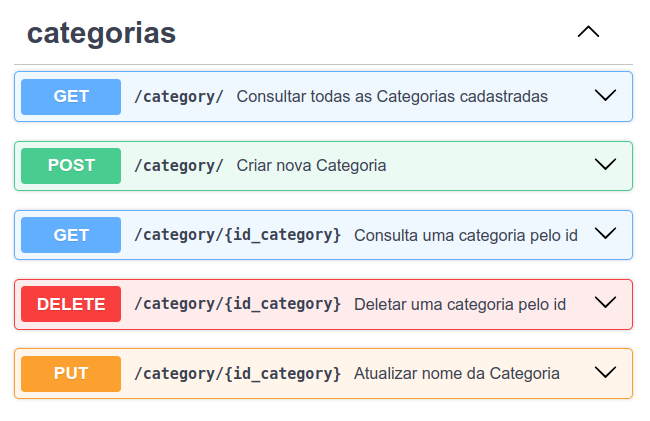 categorias
GET /category/ Consultar todas as Categorias cadastradas
POST /category/ Criar nova Categoria
GET /category/{id_category} Consulta uma categoria pelo id
DELETE /category/{id_category} Deletar uma categoria pelo id
PUT /category/{id_category} Atualizar nome da Categoria